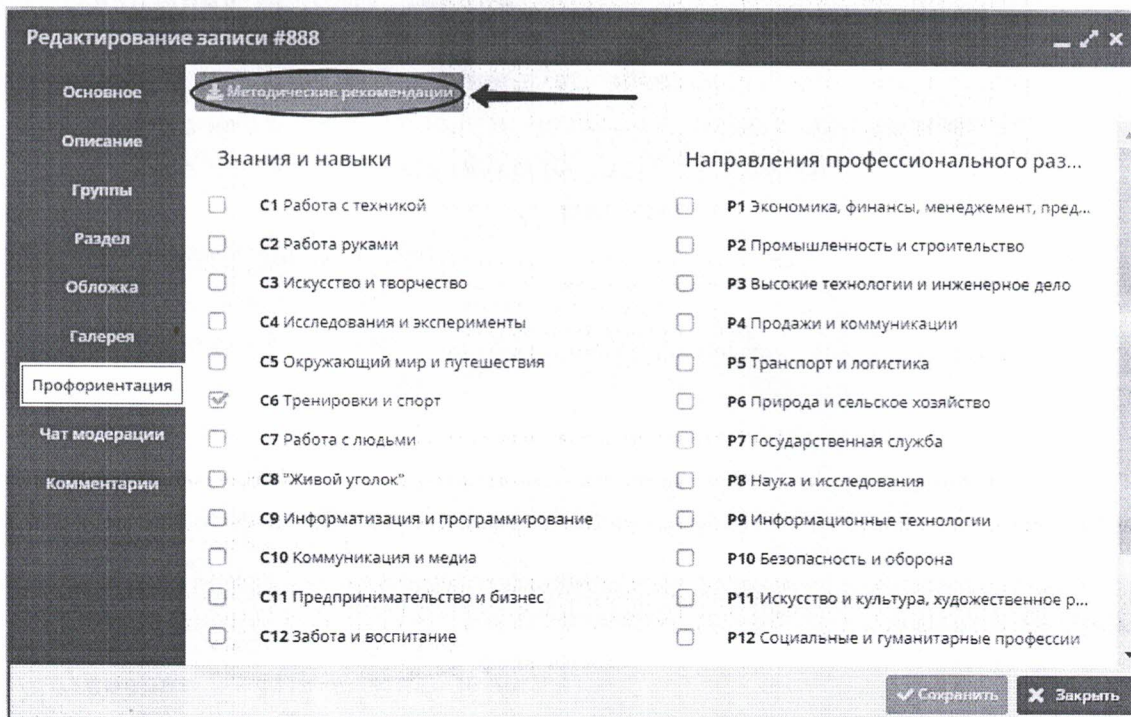 Редактирование записи #888
Основное
Описание
Группы
Раздел
Обложка
Галерея
Профориентация
Чат модерации
Комментарии
Методические рекомендации
Знания и навыки
C1 Работа с техникой
C2 Работа руками
C3 Искусство и творчество
C4 Исследования и эксперименты
C5 Окружающий мир и путешествия
C6 Тренировки и спорт
C7 Работа с людьми
C8 "Живой уголок"
C9 Информатизация и программирование
C10 Коммуникация и медиа
C11 Предпринимательство и бизнес
C12 Забота и воспитание
Направления профессионального раз...
P1 Экономика, финансы, менеджемент, пред...
P2 Промышленность и строительство
P3 Высокие технологии и инженерное дело
P4 Продажи и коммуникации
P5 Транспорт и логистика
P6 Природа и сельское хозяйство
P7 Государственная служба
P8 Наука и исследования
P9 Информационные технологии
P10 Безопасность и оборона
P11 Искусство и культура, художественное р...
P12 Социальные и гуманитарные профессии
Сохранить
Закрыть